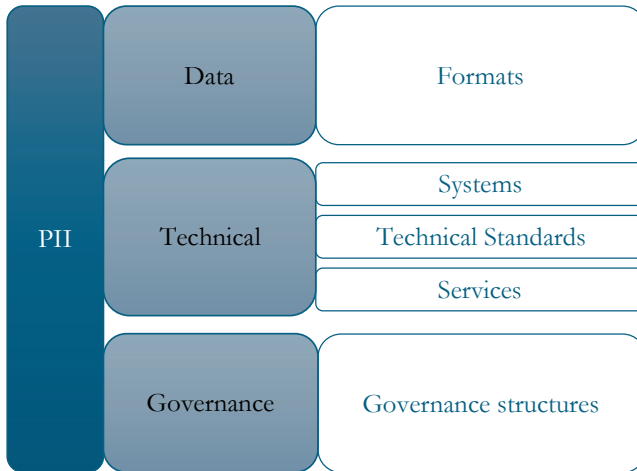 PII
Data
Formats
Technical
Systems
Technical Standards
Services
Governance
Governance structures